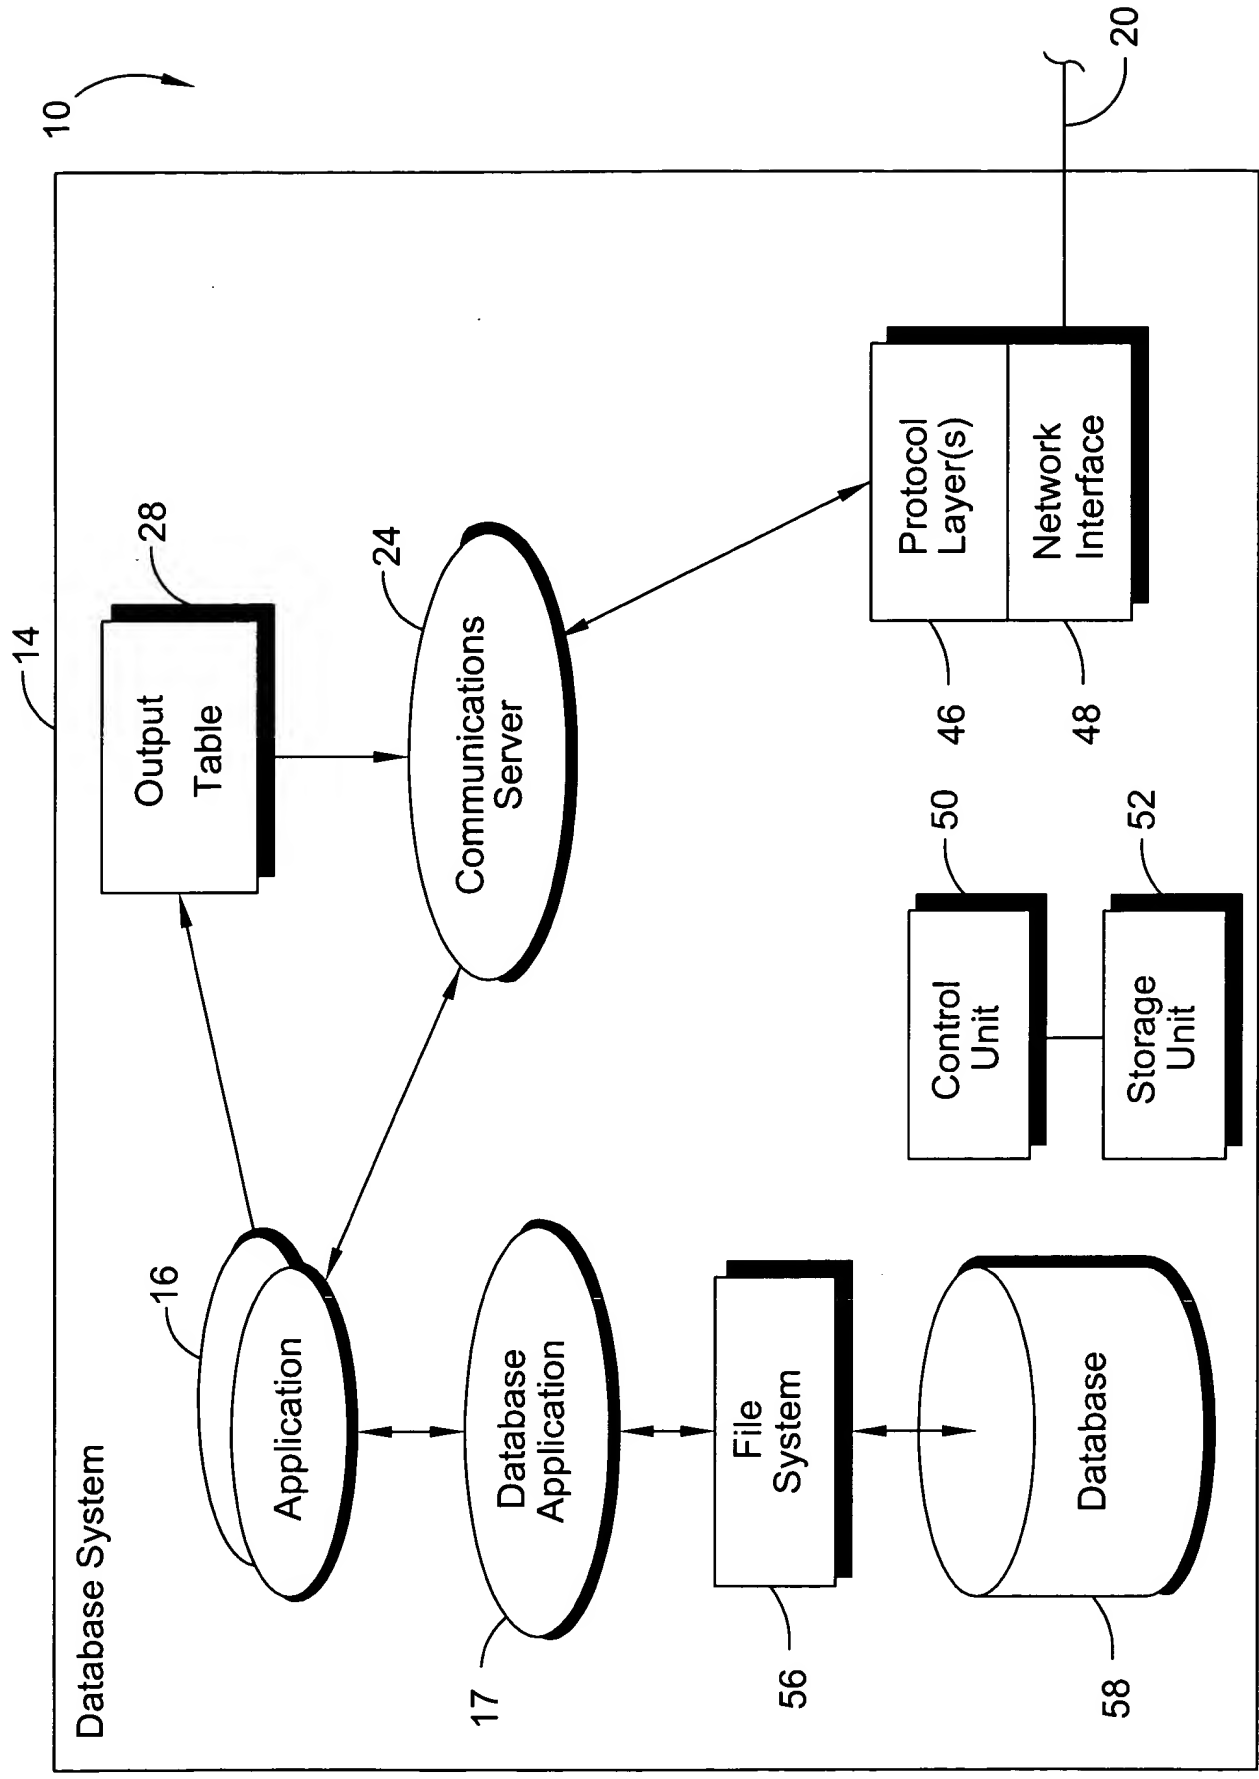 10
14
Database System
16
Application
Output
Table
28
24
Communications
Server
17
Database
Application
56
File
System
58
Database
Control
Unit
50
Storage
Unit
52
Protocol
Layer(s)
46
Network
Interface
48
20